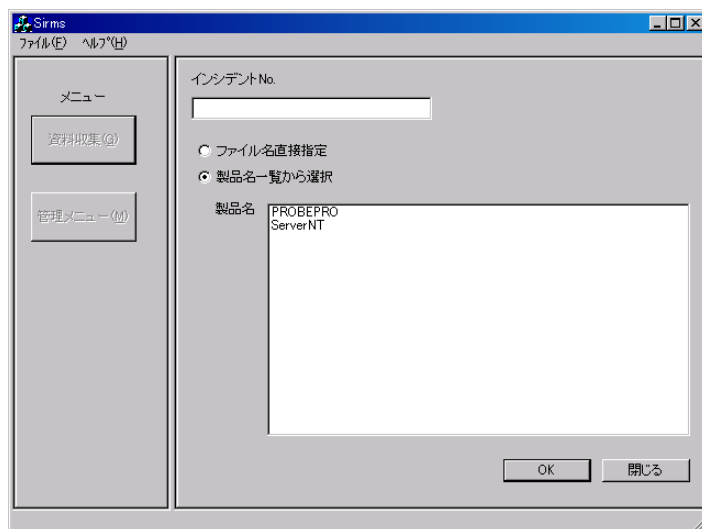 Sirms
ファイル(F) ヘルプ(H)
メニュー
資料収集(G)
管理メニュー(M)
インシデントNo.
ファイル名直接指定
製品名一覧から選択
製品名
PROBEPRO
ServerNT
OK
閉じる